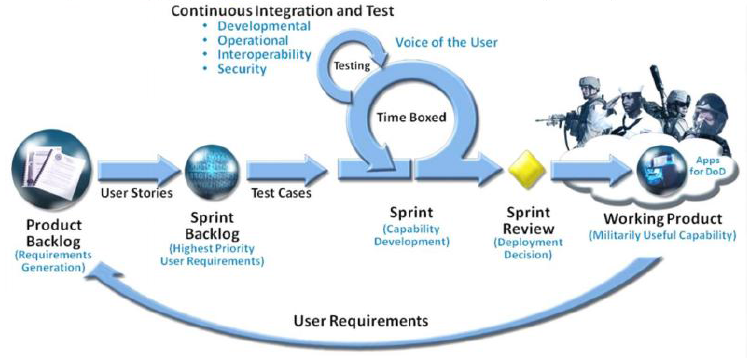 Continuous Integration and Test
• Developmental
• Operational
• Interoperability
• Security
Voice of the User
Testing
Time Boxed
Apps
for DoD
User Stories
Test Cases
Product
Backlog
(Requirements
Generation)
Sprint
Backlog
(Highest Priority
User Requirements)
Sprint
(Capability
Development)
Sprint
Review
(Deployment
Decision)
Working Product
(Militarily Useful Capability)
User Requirements